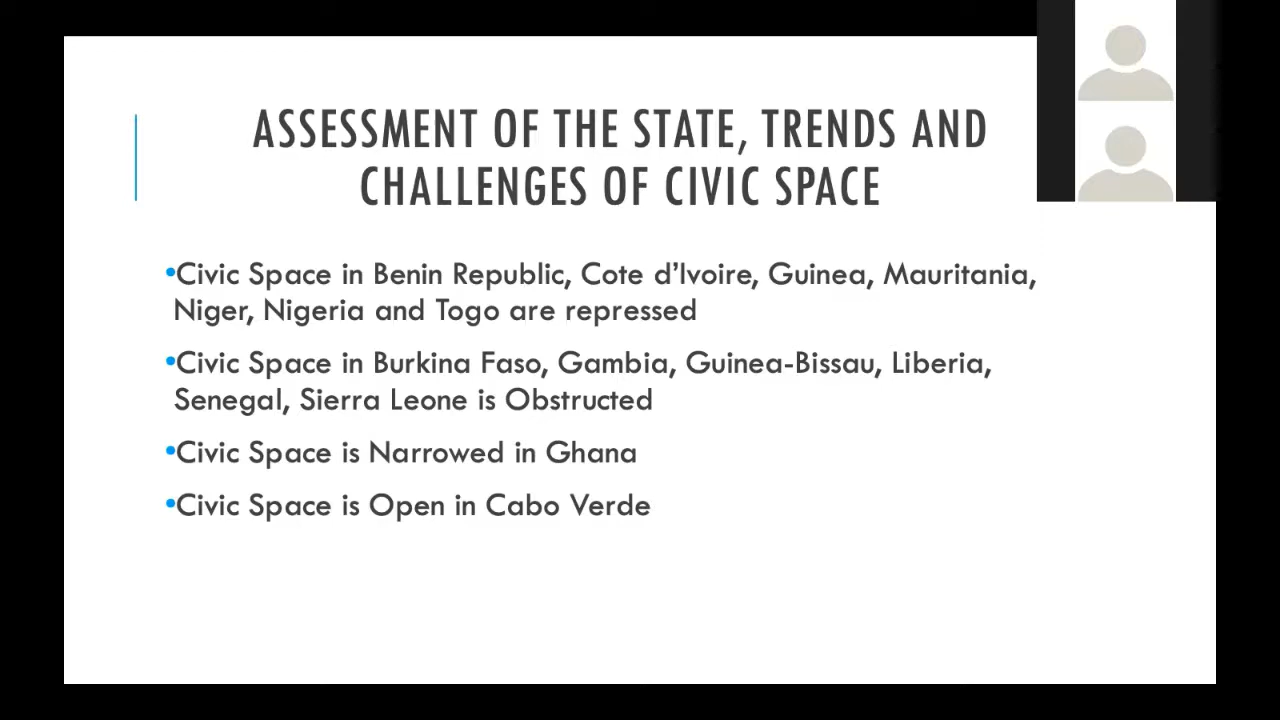 ASSESSMENT OF THE STATE, TRENDS AND
CHALLENGES OF CIVIC SPACE
•Civic Space in Benin Republic, Cote d’Ivoire, Guinea, Mauritania,
Niger, Nigeria and Togo are repressed
•Civic Space in Burkina Faso, Gambia, Guinea-Bissau, Liberia,
Senegal, Sierra Leone is Obstructed
•Civic Space is Narrowed in Ghana
•Civic Space is Open in Cabo Verde